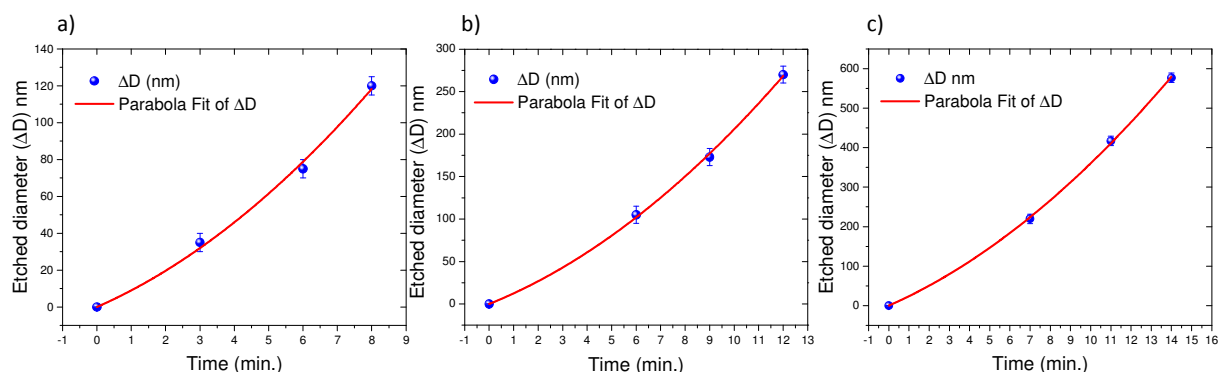 a)
Etched diameter (ΔD) nm
140
120
100
80
60
40
20
0
ΔD (nm)
Parabola Fit of ΔD
-1 0 1 2 3 4 5 6 7 8 9
Time (min.)
b)
Etched diameter (ΔD) nm
300
250
200
150
100
50
0
ΔD (nm)
Parabola Fit of ΔD
-1 0 1 2 3 4 5 6 7 8 9 10 11 12 13
Time (min.)
c)
Etched diameter (ΔD) nm
600
500
400
300
200
100
0
ΔD nm
Parabola Fit of ΔD
-1 0 1 2 3 4 5 6 7 8 9 10 11 12 13 14 15 16
Time (min.)